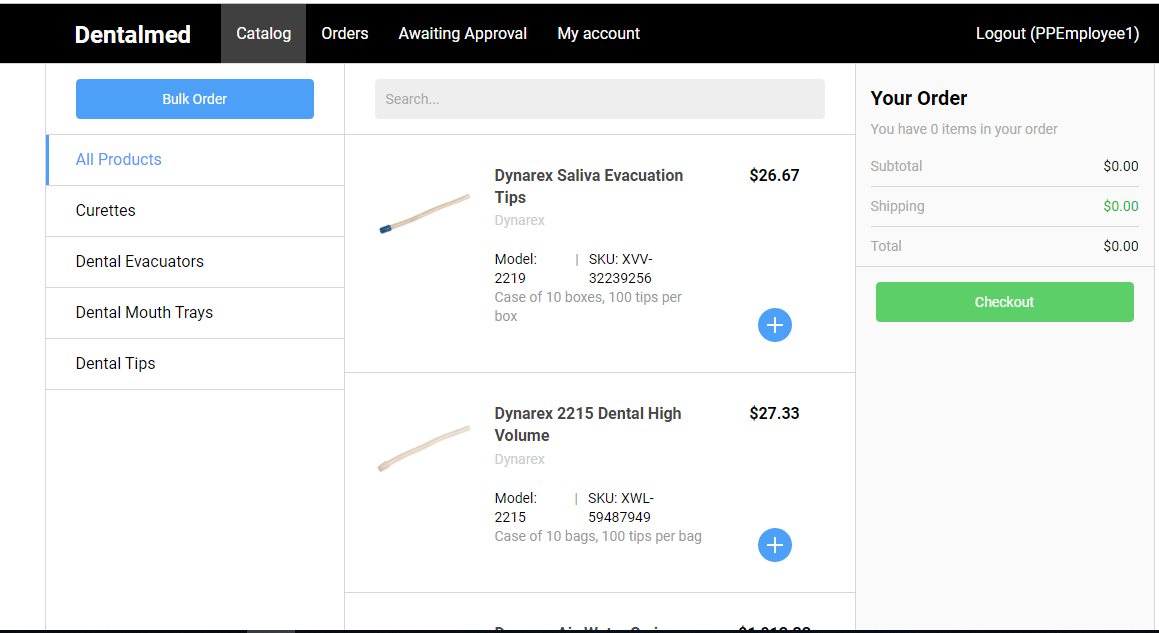 Dentalmed
Catalog
Orders
Awaiting Approval
My account
Logout (PPEmployee1)
Bulk Order
All Products
Curettes
Dental Evacuators
Dental Mouth Trays
Dental Tips
Search...
Dynarex Saliva Evacuation
Tips
$26.67
Dynarex
Model:
2219
|
SKU: XVV-
32239256
Case of 10 boxes, 100 tips per
box
Dynarex 2215 Dental High
Volume
$27.33
Dynarex
Model:
2215
|
SKU: XWL-
59487949
Case of 10 bags, 100 tips per bag
Your Order
You have 0 items in your order
Subtotal
$0.00
Shipping
$0.00
Total
$0.00
Checkout